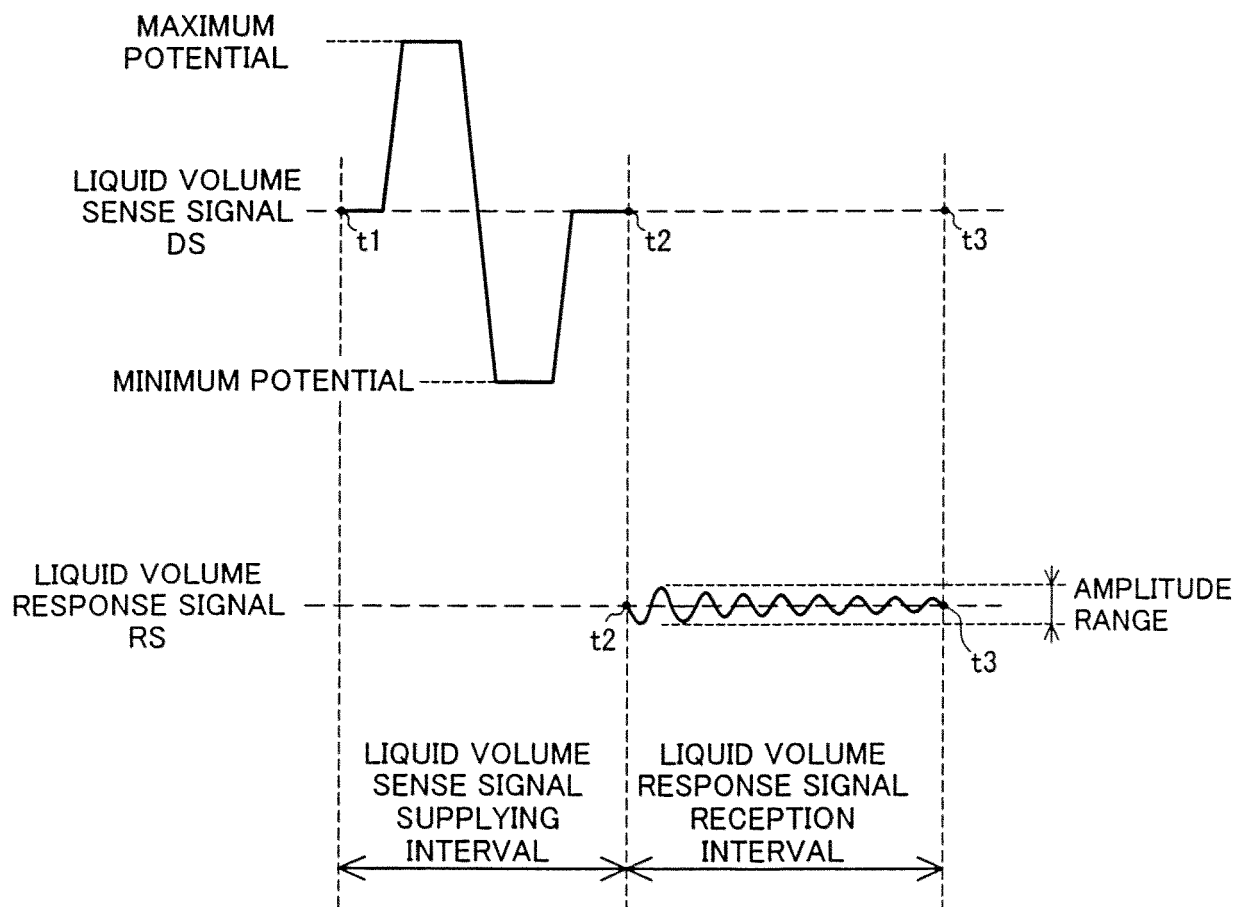 MAXIMUM
POTENTIAL
LIQUID VOLUME
SENSE SIGNAL
DS
t1
t2
t3
MINIMUM POTENTIAL
LIQUID VOLUME
RESPONSE SIGNAL
RS
t2
t3
AMPLITUDE
RANGE
LIQUID VOLUME
SENSE SIGNAL
SUPPLYING
INTERVAL
LIQUID VOLUME
RESPONSE SIGNAL
RECEPTION
INTERVAL